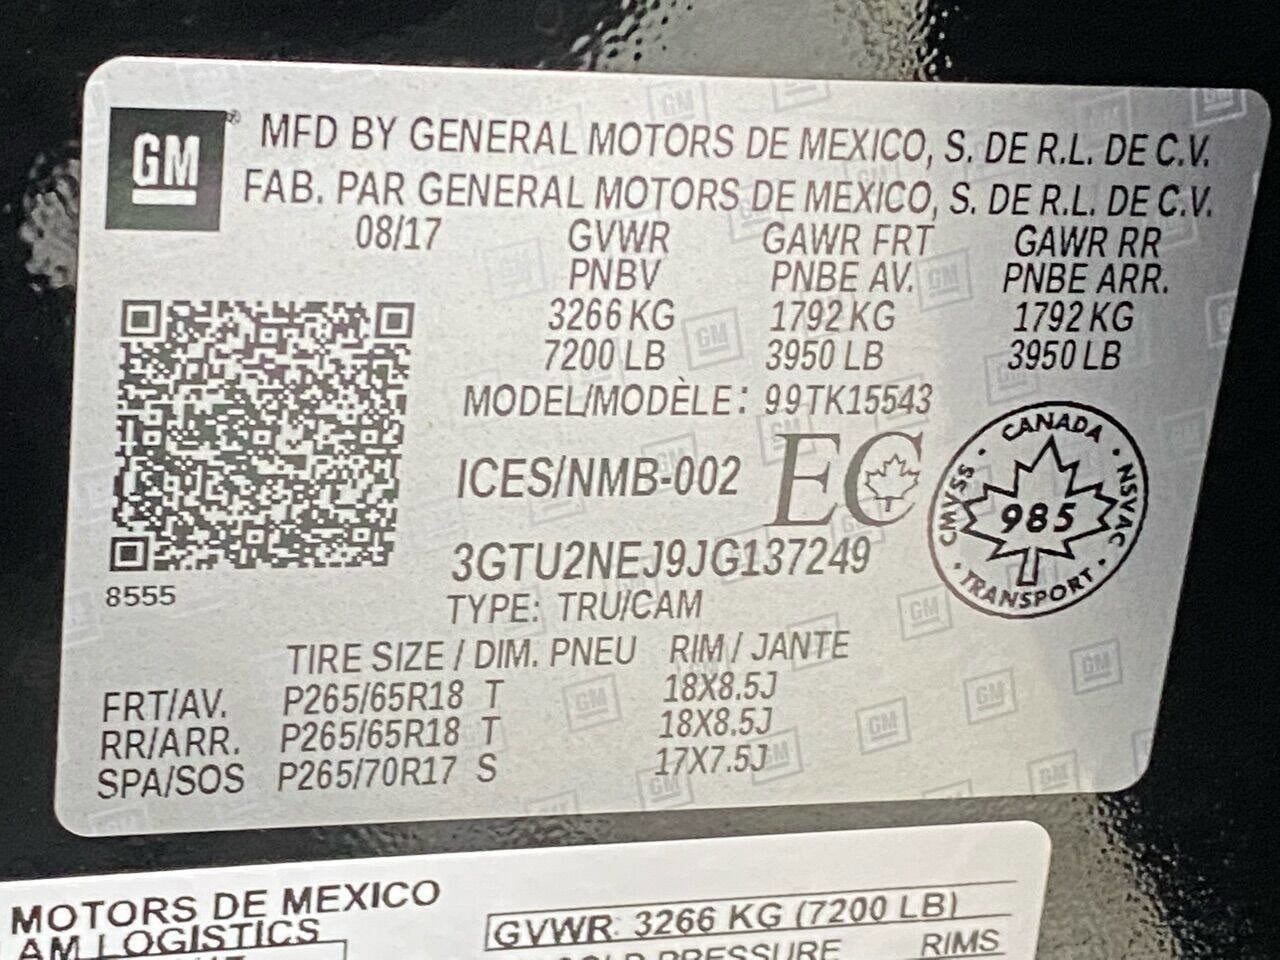 GM
MFD BY GENERAL MOTORS DE MEXICO, S. DE R.L. DE C.V.
FAB. PAR GENERAL MOTORS DE MEXICO, S. DE R.L. DE C.V.
08/17 GVWR GAWR FRT GAWR RR
PNBV PNBE AV. PNBE ARR.
3266 KG 1792 KG 1792 KG
7200 LB 3950 LB 3950 LB
MODEL/MODÈLE: 99TK15543
ICES/NMB-002 EC
CANADA
CMVSS 985 NSVAC
TRANSPORT
3GTU2NEJ9JG137249
8555
TYPE: TRU/CAM
TIRE SIZE / DIM. PNEU RIM / JANTE
FRT/AV. P265/65R18 T 18X8.5J
RR/ARR. P265/65R18 T 18X8.5J
SPA/SOS P265/70R17 S 17X7.5J
MOTORS DE MEXICO
AM LOGISTICS
GVWR: 3266 KG (7200 LB)
COLD PRESSURE RIMS